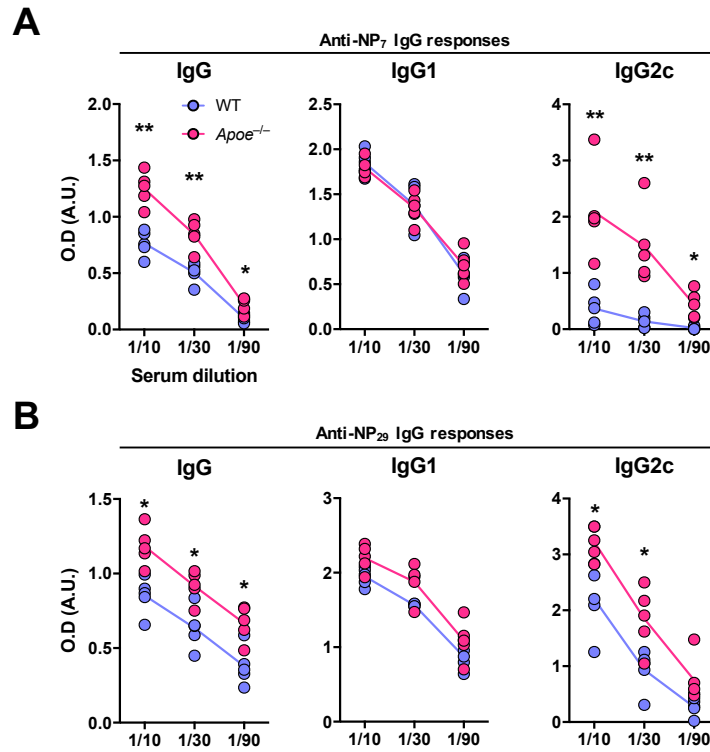 A
Anti-NP₇ IgG responses
IgG IgG1 IgG2c
WT
Apoe⁻/⁻
O.D (A.U.)
2.0
1.5
1.0
0.5
0.0
** ** *
1/10 1/30 1/90
Serum dilution
2.5
2.0
1.5
1.0
0.5
0.0
1/10 1/30 1/90
4
3
2
1
0
** ** *
1/10 1/30 1/90
B
Anti-NP₂₉ IgG responses
IgG IgG1 IgG2c
O.D (A.U.)
1.5
1.0
0.5
0.0
* * *
1/10 1/30 1/90
3
2
1
0
1/10 1/30 1/90
4
3
2
1
0
* *
1/10 1/30 1/90